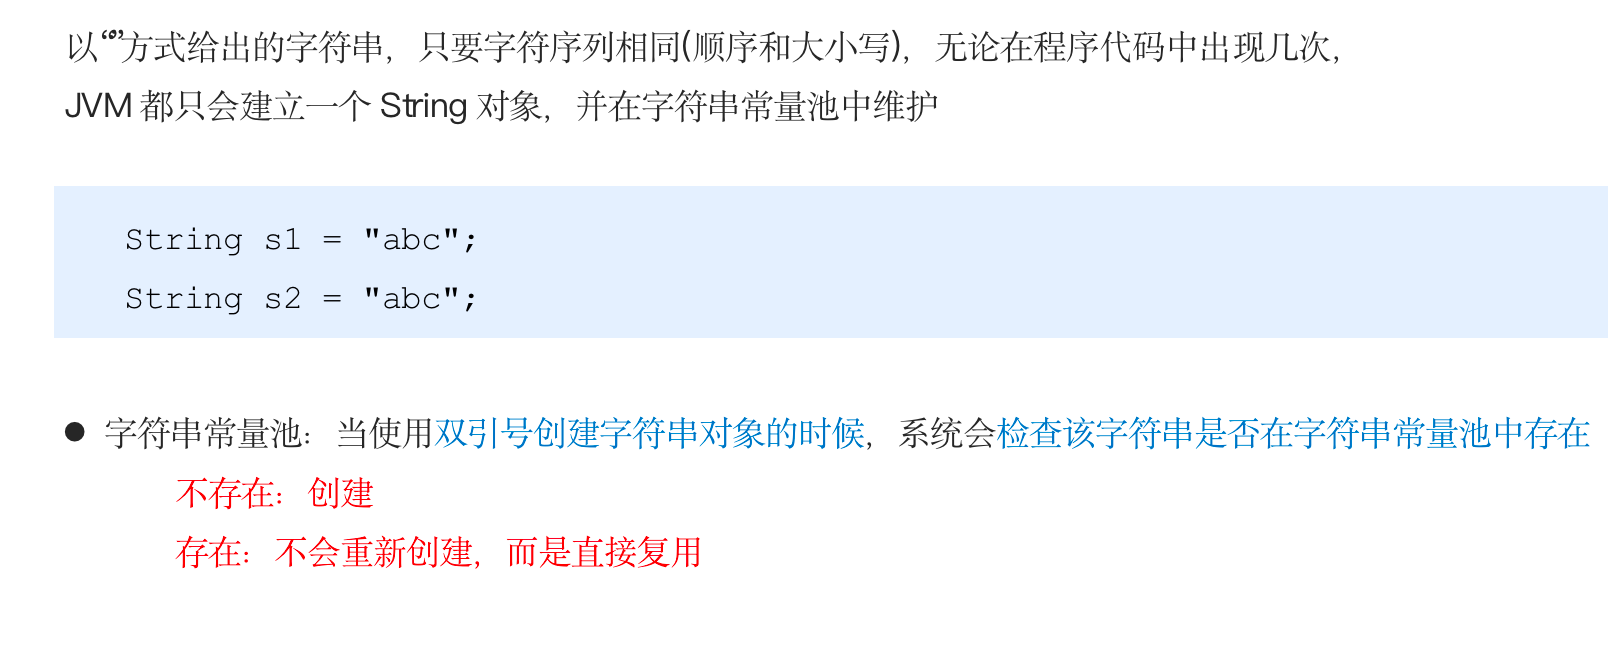 以“”方式给出的字符串，只要字符序列相同(顺序和大小写)，无论在程序代码中出现几次，
JVM 都只会建立一个 String 对象，并在字符串常量池中维护
String s1 = "abc";
String s2 = "abc";
● 字符串常量池：当使用双引号创建字符串对象的时候，系统会检查该字符串是否在字符串常量池中存在
不存在：创建
存在：不会重新创建，而是直接复用